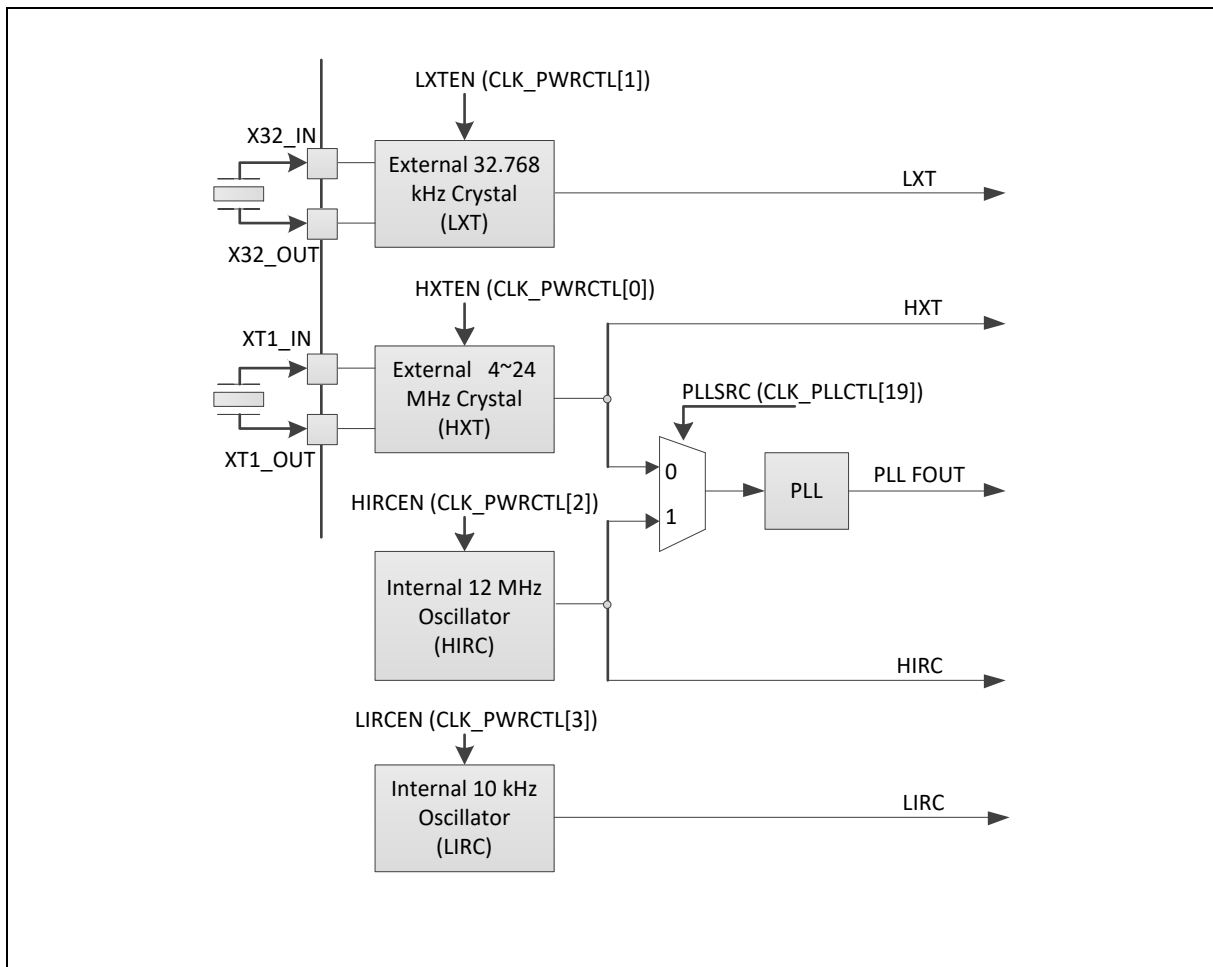 LXTEN (CLK_PWRCTL[1])
X32_IN
External 32.768
kHz Crystal
(LXT)
LXT
X32_OUT
HXTEN (CLK_PWRCTL[0])
HXT
XT1_IN
External 4~24
MHz Crystal
(HXT)
XT1_OUT
PLLSRC (CLK_PLLCTL[19])
0
1
PLL
PLL FOUT
HIRCEN (CLK_PWRCTL[2])
Internal 12 MHz
Oscillator
(HIRC)
HIRC
LIRCEN (CLK_PWRCTL[3])
Internal 10 kHz
Oscillator
(LIRC)
LIRC